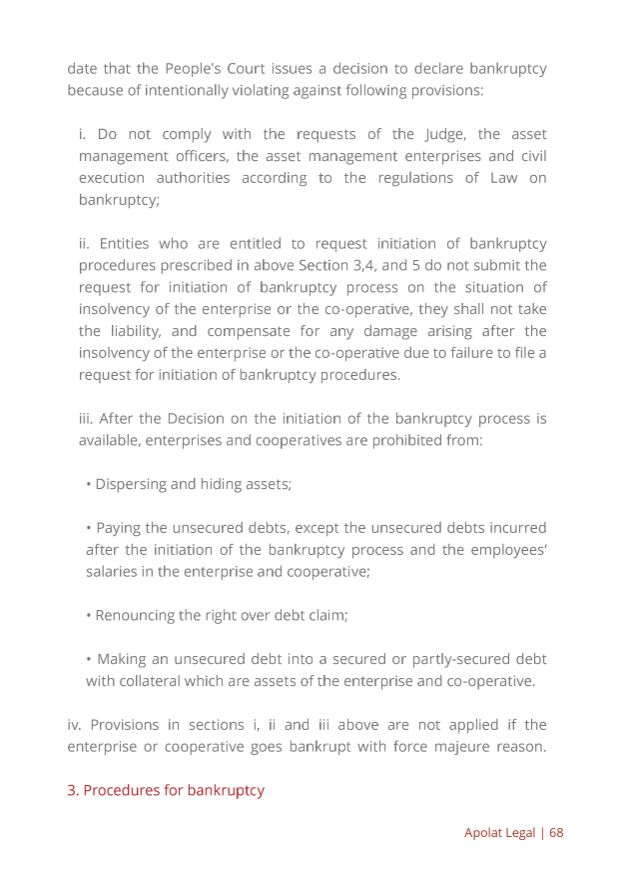 date that the People's Court issues a decision to declare bankruptcy
because of intentionally violating against following provisions:
i. Do not comply with the requests of the Judge, the asset
management officers, the asset management enterprises and civil
execution authorities according to the regulations of Law on
bankruptcy;
ii. Entities who are entitled to request initiation of bankruptcy
procedures prescribed in above Section 3,4, and 5 do not submit the
request for initiation of bankruptcy process on the situation of
insolvency of the enterprise or the co-operative, they shall not take
the liability, and compensate for any damage arising after the
insolvency of the enterprise or the co-operative due to failure to file a
request for initiation of bankruptcy procedures.
iii. After the Decision on the initiation of the bankruptcy process is
available, enterprises and cooperatives are prohibited from:
• Dispersing and hiding assets;
• Paying the unsecured debts, except the unsecured debts incurred
after the initiation of the bankruptcy process and the employees'
salaries in the enterprise and cooperative;
• Renouncing the right over debt claim;
• Making an unsecured debt into a secured or partly-secured debt
with collateral which are assets of the enterprise and co-operative.
iv. Provisions in sections i, ii and iii above are not applied if the
enterprise or cooperative goes bankrupt with force majeure reason.
3. Procedures for bankruptcy
Apolat Legal | 68